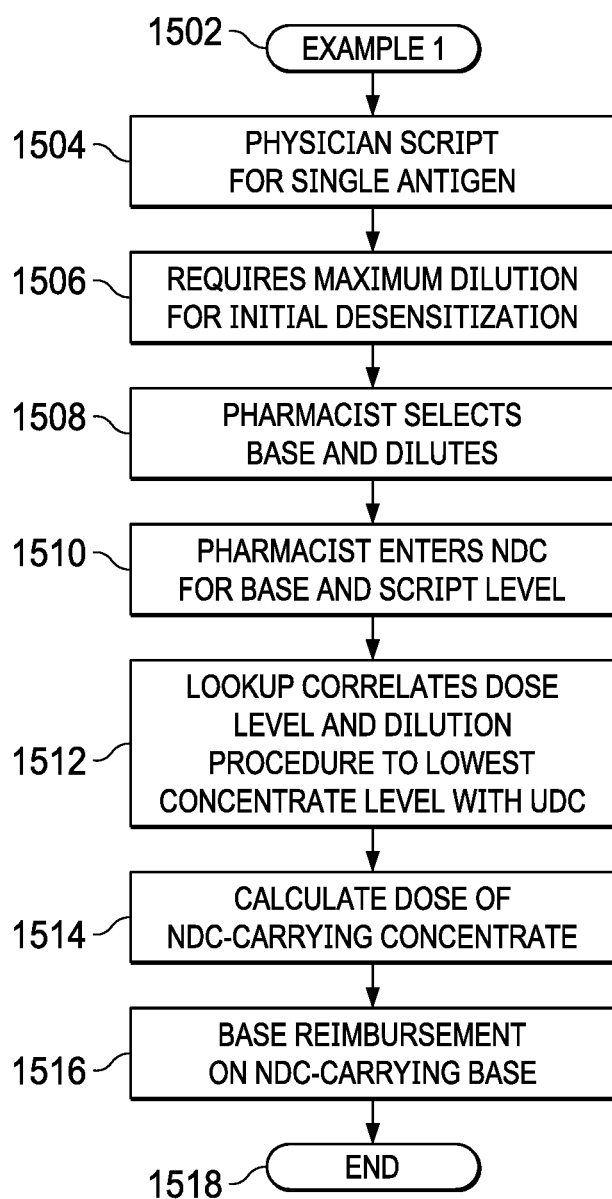 1502
EXAMPLE 1
1504
PHYSICIAN SCRIPT
FOR SINGLE ANTIGEN
1506
REQUIRES MAXIMUM DILUTION
FOR INITIAL DESENSITIZATION
1508
PHARMACIST SELECTS
BASE AND DILUTES
1510
PHARMACIST ENTERS NDC
FOR BASE AND SCRIPT LEVEL
1512
LOOKUP CORRELATES DOSE
LEVEL AND DILUTION
PROCEDURE TO LOWEST
CONCENTRATE LEVEL WITH UDC
1514
CALCULATE DOSE OF
NDC-CARRYING CONCENTRATE
1516
BASE REIMBURSEMENT
ON NDC-CARRYING BASE
1518
END